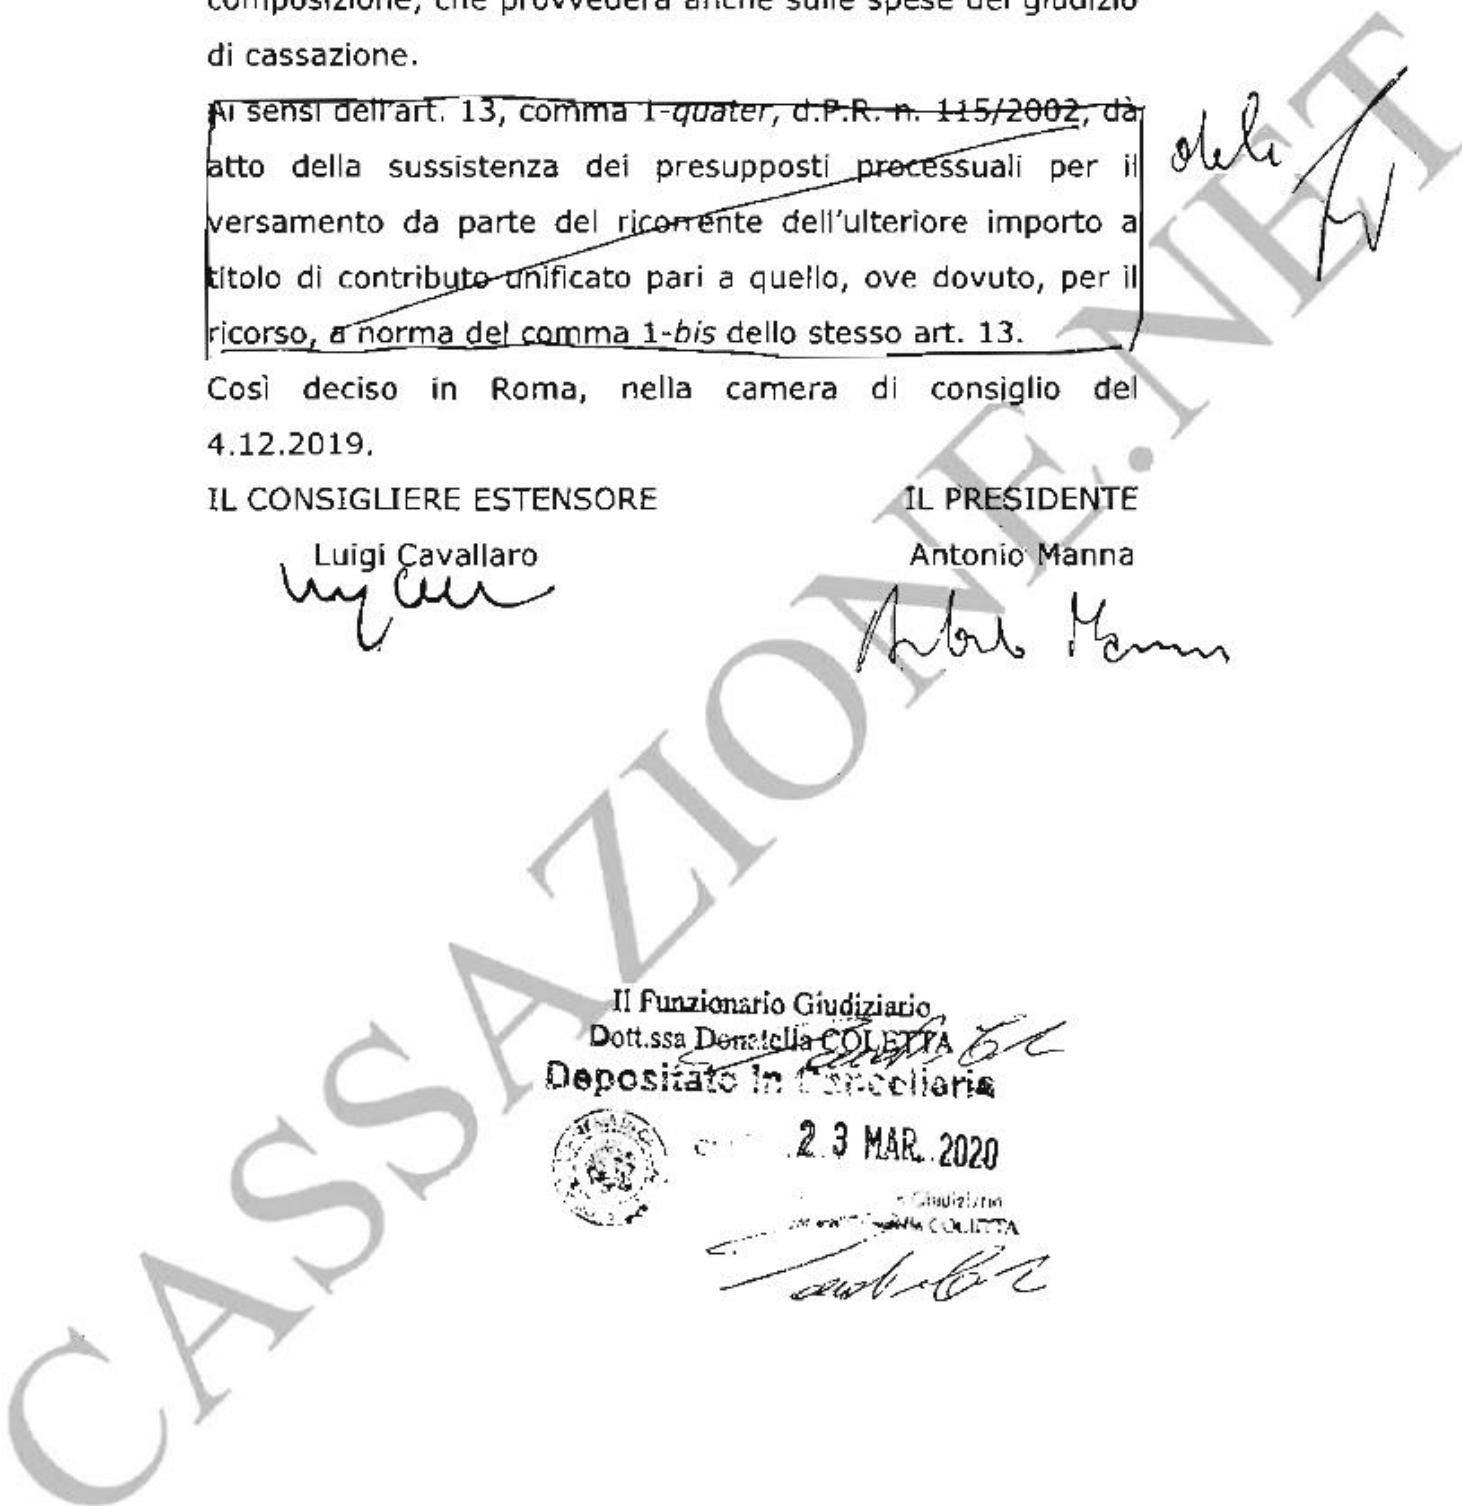 composizione, che provvederà anche sulle spese del giudizio
di cassazione.
Ai sensi dell'art. 13, comma 1-quater, d.P.R. n. 115/2002, dà
atto della sussistenza dei presupposti processuali per il
versamento da parte del ricorrente dell'ulteriore importo a
titolo di contributo unificato pari a quello, ove dovuto, per il
ricorso, a norma del comma 1-bis dello stesso art. 13.
Così deciso in Roma, nella camera di consiglio del
4.12.2019.
IL CONSIGLIERE ESTENSORE IL PRESIDENTE
Luigi Cavallaro Antonio Manna
Antonio Manna
Il Funzionario Giudiziario
Dott.ssa Donatella COLETTA
Depositato in Cancelleria
23 MAR. 2020
Giudiziario
COLETTA
CASSAZIONE.NET